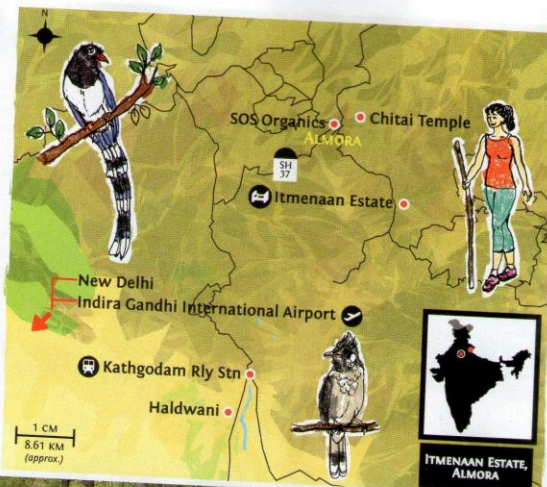 N
SOS Organics
Chitai Temple
ALMORA
SH
37
Itmenaan Estate
New Delhi
Indira Gandhi International Airport
Kathgodam Rly Stn
Haldwani
1 CM
8.61 KM
(approx.)
ITMENAAN ESTATE,
ALMORA